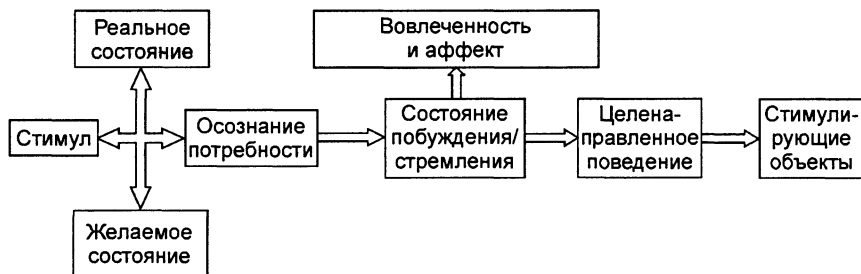 Реальное
состояние
Вовлеченность
и аффект
Стимул
Осознание
потребности
Состояние
побуждения/
стремления
Целена-
правленное
поведение
Стимули-
рующие
объекты
Желаемое
состояние